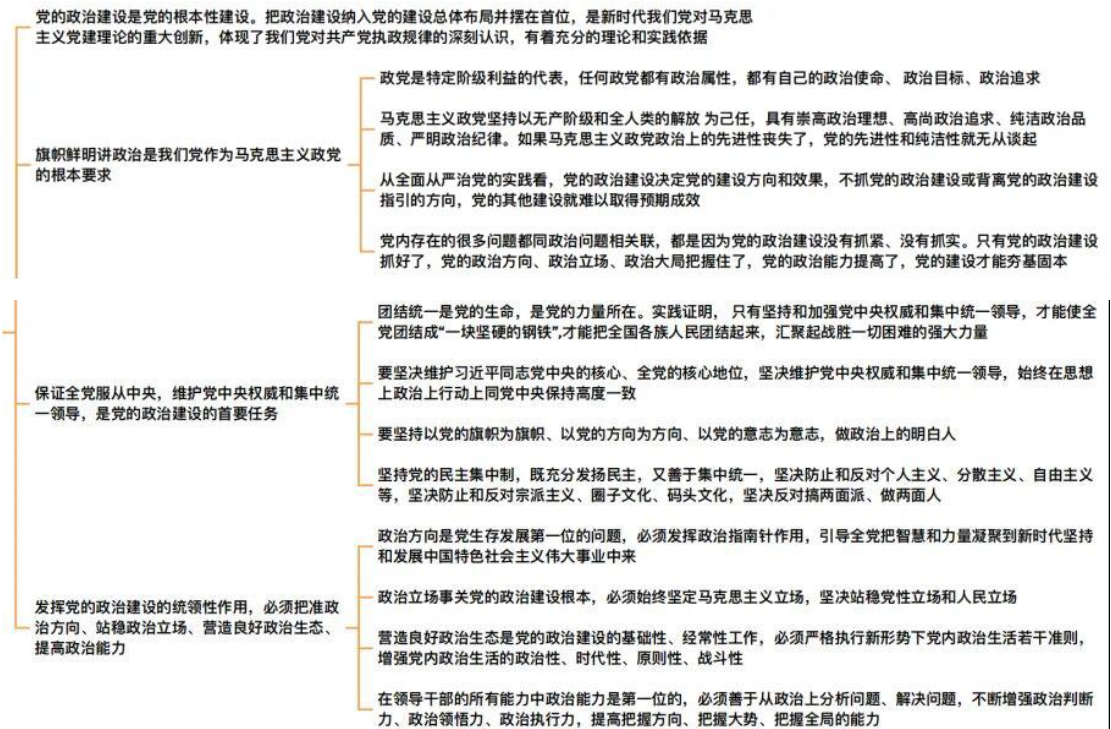 党的政治建设是党的根本性建设。把政治建设纳入党的建设总体布局并摆在首位，是新时代我们党对马克思
主义党建理论的重大创新，体现了我们党对共产党执政规律的深刻认识，有着充分的理论和实践依据
旗帜鲜明讲政治是我们党作为马克思主义政党
的根本要求
政党是特定阶级利益的代表，任何政党都有政治属性，都有自己的政治使命、 政治目标、政治追求
马克思主义政党坚持以无产阶级和全人类的解放 为己任，具有崇高政治理想、高尚政治追求、纯洁政治品
质、严明政治纪律。如果马克思主义政党政治上的先进性丧失了，党的先进性和纯洁性就无从谈起
从全面从严治党的实践看，党的政治建设决定党的建设方向和效果，不抓党的政治建设或背离党的政治建设
指引的方向，党的其他建设就难以取得预期成效
党内存在的很多问题都同政治问题相关联，都是因为党的政治建设没有抓紧、没有抓实。只有党的政治建设
抓好了，党的政治方向、政治立场、政治大局把握住了，党的政治能力提高了，党的建设才能夯基固本
保证全党服从中央，维护党中央权威和集中统
一领导，是党的政治建设的首要任务
团结统一是党的生命，是党的力量所在。实践证明， 只有坚持和加强党中央权威和集中统一领导，才能使全
党团结成“一块坚硬的钢铁”,才能把全国各族人民团结起来，汇聚起战胜一切困难的强大力量
要坚决维护习近平同志党中央的核心、全党的核心地位，坚决维护党中央权威和集中统一领导，始终在思想
上政治上行动上同党中央保持高度一致
要坚持以党的旗帜为旗帜、以党的方向为方向、以党的意志为意志，做政治上的明白人
坚持党的民主集中制，既充分发扬民主，又善于集中统一，坚决防止和反对个人主义、分散主义、自由主义
等，坚决防止和反对宗派主义、圈子文化、码头文化，坚决反对搞两面派、做两面人
发挥党的政治建设的统领性作用，必须把准政
治方向、站稳政治立场、营造良好政治生态、
提高政治能力
政治方向是党生存发展第一位的问题，必须发挥政治指南针作用，引导全党把智慧和力量凝聚到新时代坚持
和发展中国特色社会主义伟大事业中来
政治立场事关党的政治建设根本，必须始终坚定马克思主义立场，坚决站稳党性立场和人民立场
营造良好政治生态是党的政治建设的基础性、经常性工作，必须严格执行新形势下党内政治生活若干准则，
增强党内政治生活的政治性、时代性、原则性、战斗性
在领导干部的所有能力中政治能力是第一位的，必须善于从政治上分析问题、解决问题，不断增强政治判断
力、政治领悟力、政治执行力，提高把握方向、把握大势、把握全局的能力